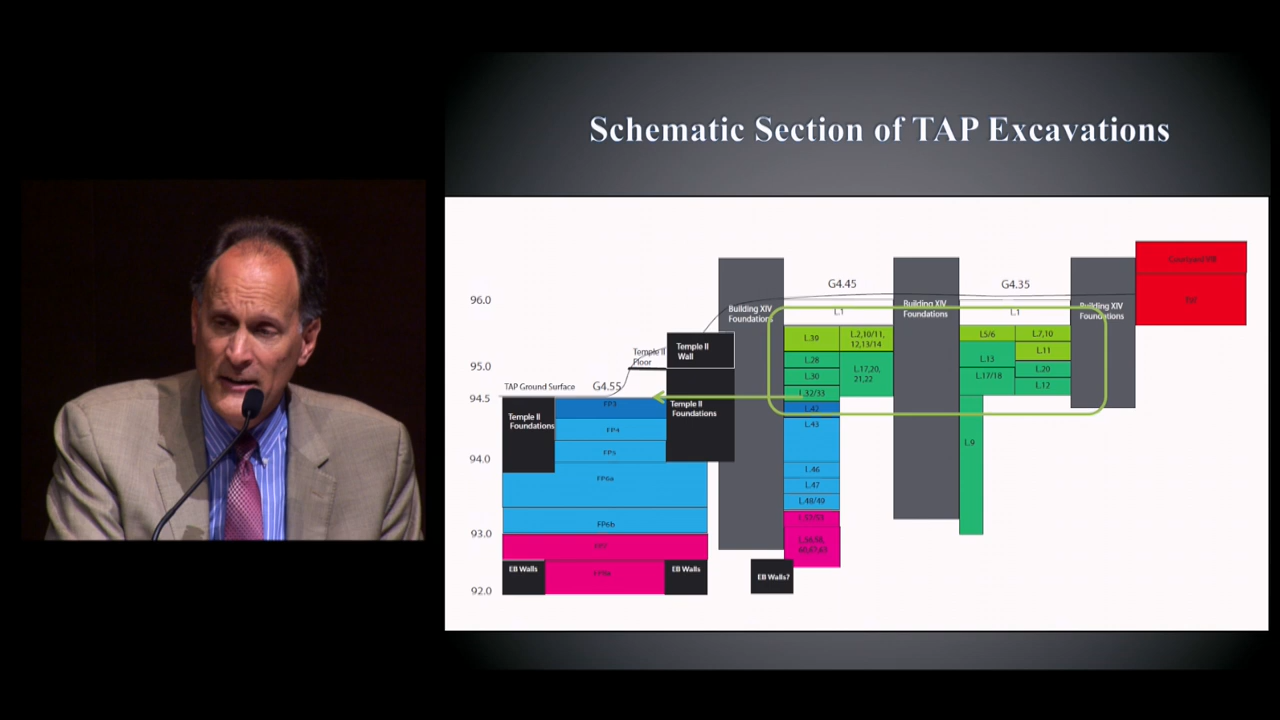 Schematic Section of TAP Excavations
96.0
95.0
94.5
94.0
93.0
92.0
TAP Ground Surface
G4.55
Temple II
Floor
Temple II
Wall
Temple II
Foundations
Temple II
Foundations
FP3
FP4
FP5
FP6a
FP6b
FP7
EB Walls
EB Walls
EB Walls?
Building XIV
Foundations
G4.45
L.1
L.39
L.2,10/11,
12,13/14
L.28
L.30
L.32/33
L.17,20,
21,22
L.42
L.43
L.46
L.47
L.48/49
Building XIV
Foundations
G4.35
L.1
L5/6
L.7,10
L.11
L.13
L.20
L.17/18
L.12
L.9
Building XIV
Foundations
Courtyard VIII